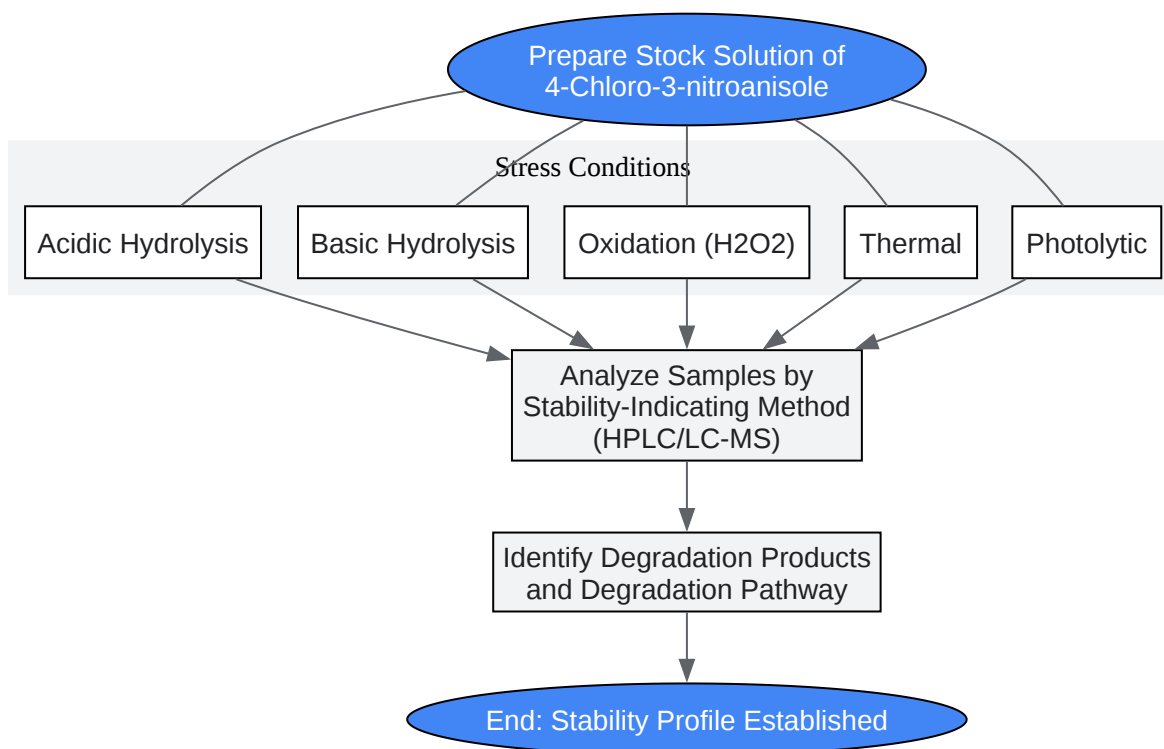 Prepare Stock Solution of
4-Chloro-3-nitroanisole
Stress Conditions
Acidic Hydrolysis
Basic Hydrolysis
Oxidation (H2O2)
Thermal
Photolytic
Analyze Samples by
Stability-Indicating Method
(HPLC/LC-MS)
Identify Degradation Products
and Degradation Pathway
End: Stability Profile Established